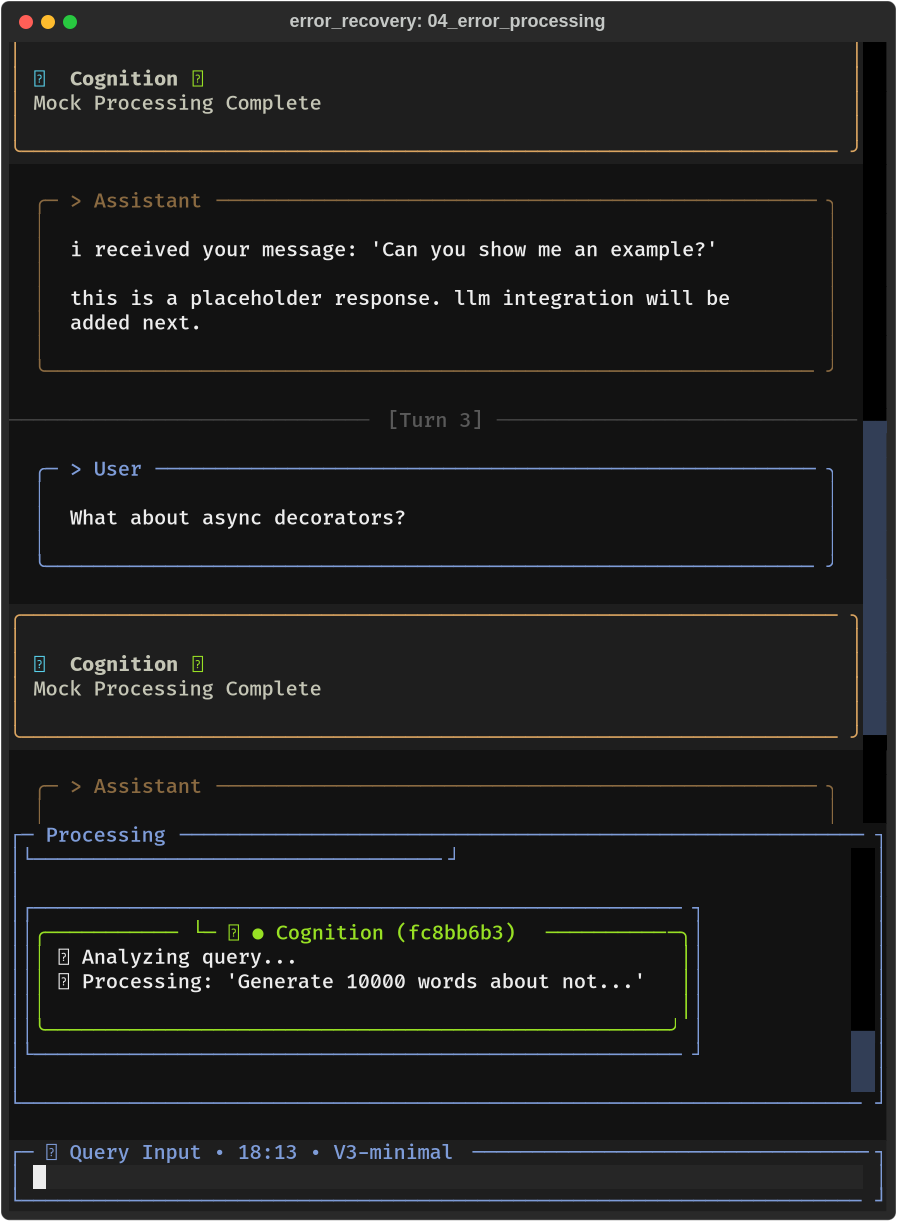 error_recovery: 04_error_processing
Cognition
Mock Processing Complete
> Assistant
i received your message: 'Can you show me an example?'
this is a placeholder response. llm integration will be
added next.
[Turn 3]
> User
What about async decorators?
Cognition
Mock Processing Complete
> Assistant
Processing
● Cognition (fc8bb6b3)
Analyzing query...
Processing: 'Generate 10000 words about not...'
Query Input • 18:13 • V3-minimal